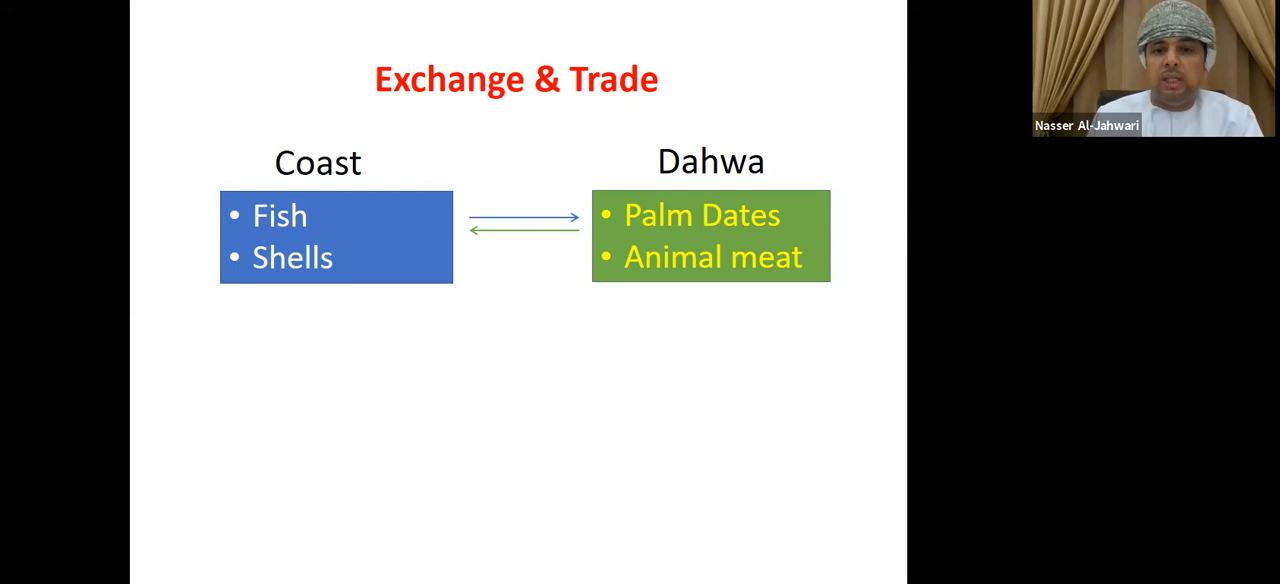 Exchange & Trade
Coast
• Fish
• Shells
Dahwa
• Palm Dates
• Animal meat
Nasser Al-Jahwari